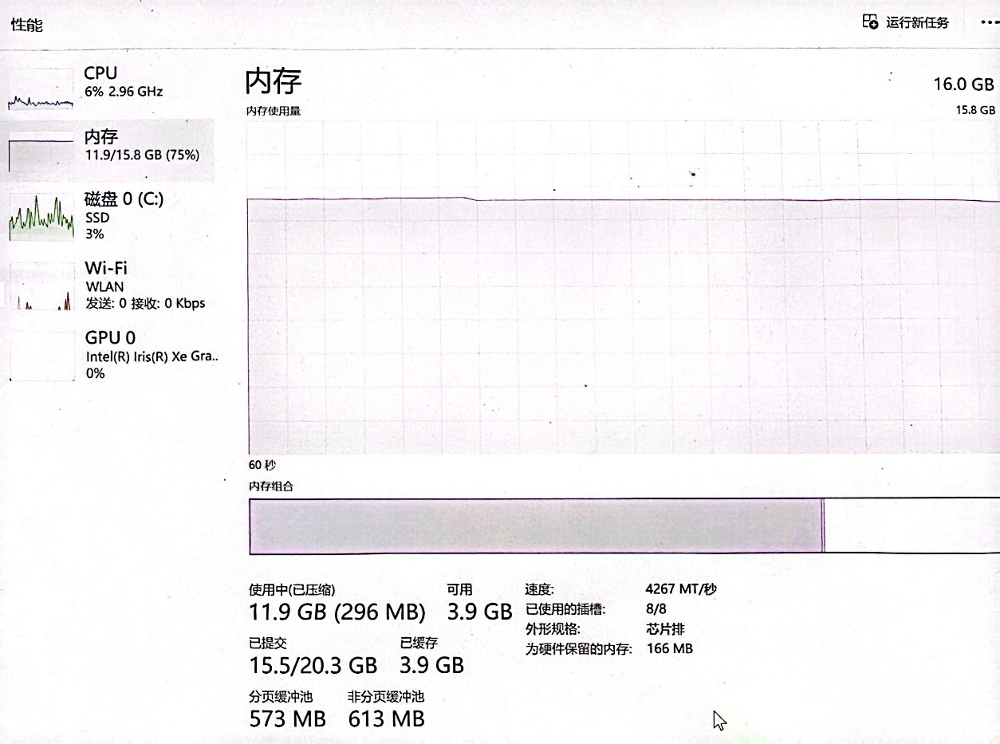 性能
运行新任务
CPU
6% 2.96 GHz
内存
11.9/15.8 GB (75%)
磁盘 0 (C:)
SSD
3%
Wi-Fi
WLAN
发送: 0 接收: 0 Kbps
GPU 0
Intel(R) Iris(R) Xe Gra..
0%
内存
16.0 GB
内存使用量
15.8 GB
60 秒
内存组合
使用中(已压缩)
11.9 GB (296 MB)
可用
3.9 GB
已提交
15.5/20.3 GB
已缓存
3.9 GB
分页缓冲池
573 MB
非分页缓冲池
613 MB
速度: 4267 MT/秒
已使用的插槽: 8/8
外形规格: 芯片排
为硬件保留的内存: 166 MB